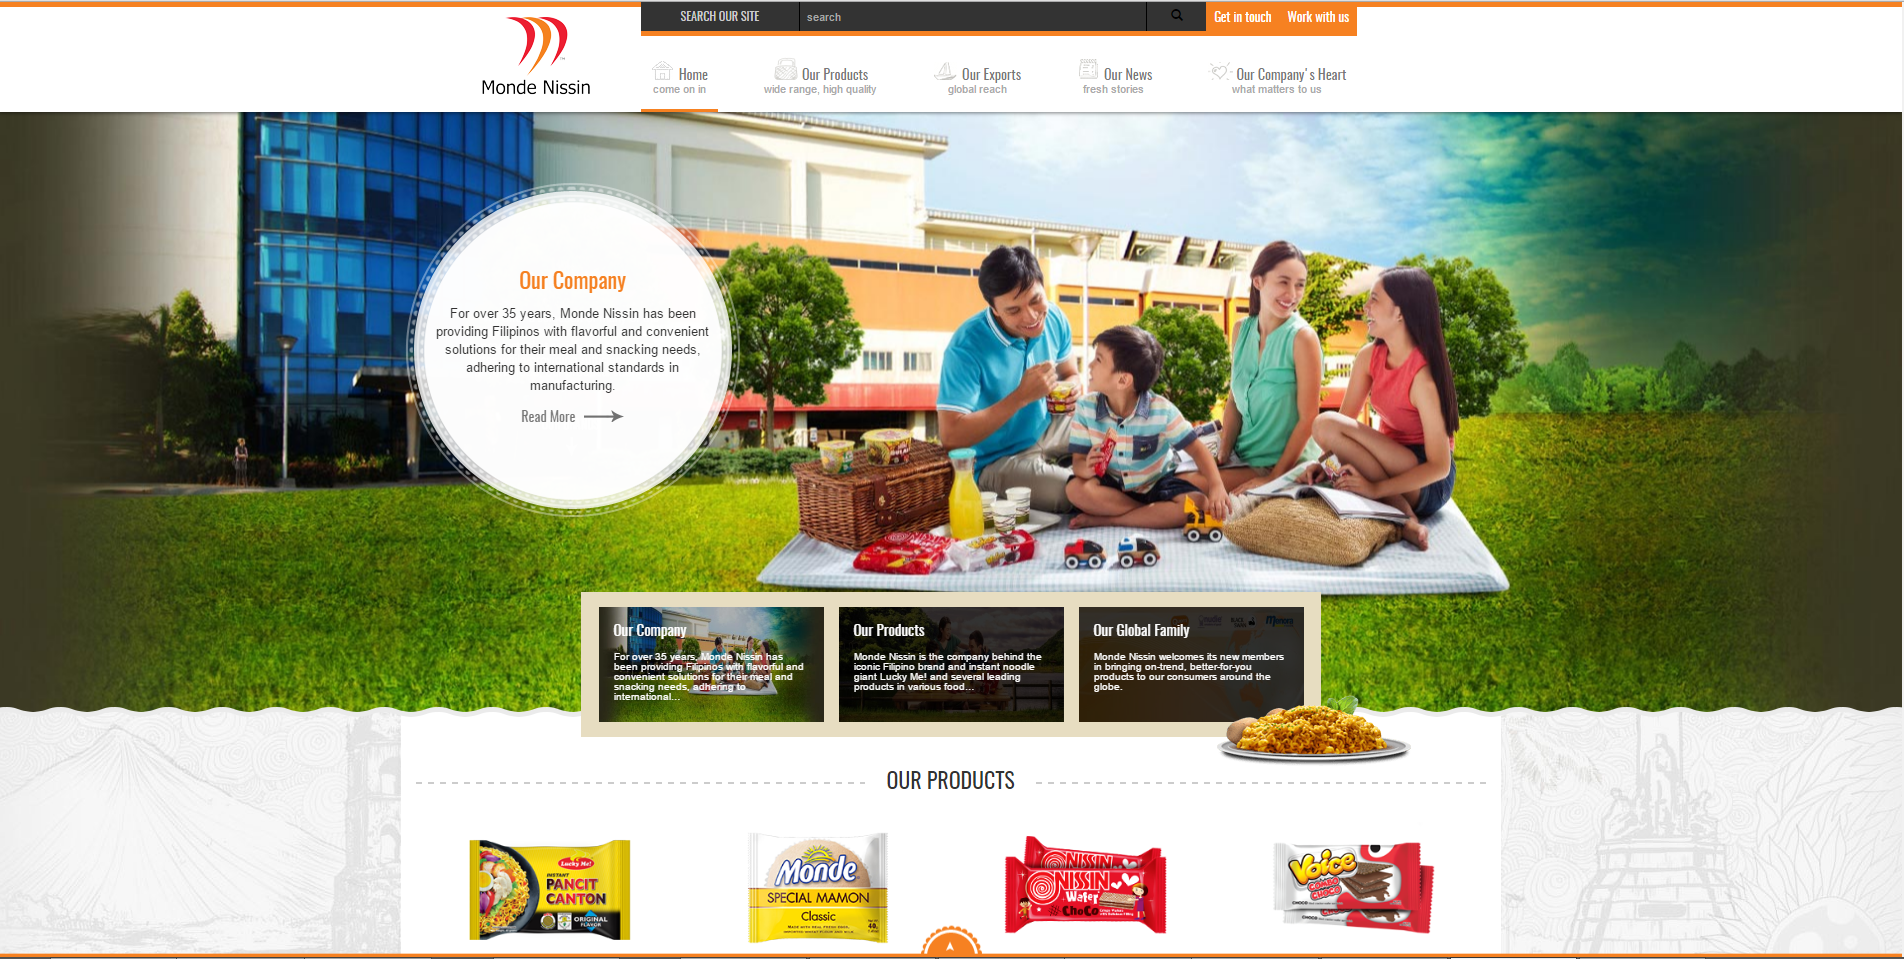 SEARCH OUR SITE
search
Get in touch
Work with us
Monde Nissin
Home
come on in
Our Products
wide range, high quality
Our Exports
global reach
Our News
fresh stories
Our Company's Heart
what matters to us
Our Company
For over 35 years, Monde Nissin has been
providing Filipinos with flavorful and convenient
solutions for their meal and snacking needs,
adhering to international standards in
manufacturing.
Read More
Our Company
For over 35 years, Monde Nissin has
been providing Filipinos with flavorful and
convenient solutions for their meal and
snacking needs, adhering to
international...
Our Products
Monde Nissin is the company behind the
iconic Filipino brand and instant noodle
giant Lucky Me! and several leading
products in various food...
Our Global Family
Monde Nissin welcomes its new members
in bringing on-trend, better-for-you
products to our consumers around the
globe.
OUR PRODUCTS
Lucky Me!
INSTANT
PANCIT
CANTON
ORIGINAL
FLAVOR
Monde
SPECIAL MAMON
Classic
NISSIN
NISSIN
Wafer
ChoCo
Voice
COMBO
CHOCO